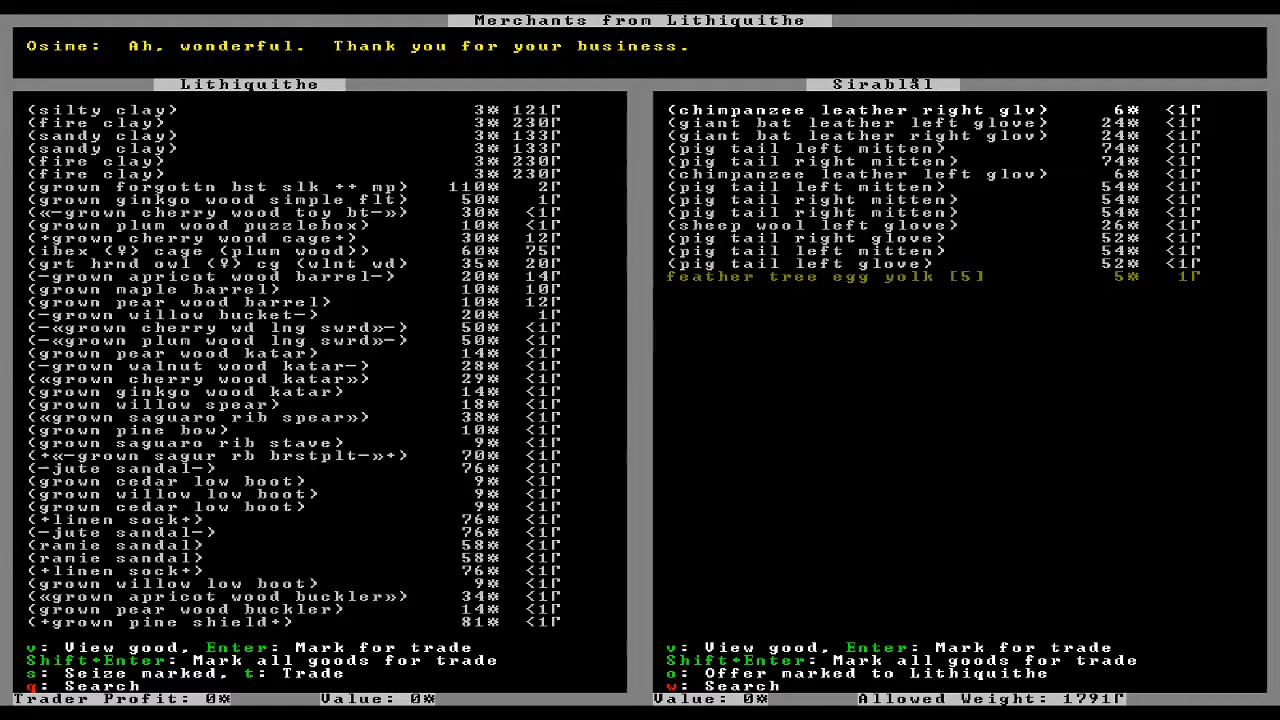 Merchants from Lithiquithe
Osime: Ah, wonderful. Thank you for your business.
Lithiquithe
(silty clay) 3☼ 121Γ
(fire clay) 3☼ 230Γ
(sandy clay) 3☼ 133Γ
(sandy clay) 3☼ 133Γ
(fire clay) 3☼ 230Γ
(fire clay) 3☼ 230Γ
(grown forgottn bst slk ++ mp) 110☼ 2Γ
(grown ginkgo wood simple flt) 50☼ 1Γ
(«-grown cherry wood toy bt-») 30☼ <1Γ
(grown plum wood puzzlebox) 10☼ <1Γ
(+grown cherry wood cage+) 30☼ 12Γ
(ibex (♀) cage (plum wood)) 60☼ 75Γ
(grt hrnd owl (♀) cg (wlnt wd) 35☼ 20Γ
(-grown apricot wood barrel-) 20☼ 14Γ
(grown maple barrel) 10☼ 10Γ
(grown pear wood barrel) 10☼ 12Γ
(-grown willow bucket-) 20☼ 1Γ
(-«grown cherry wd lng swrd»-) 50☼ <1Γ
(-«grown plum wood lng swrd»-) 50☼ <1Γ
(grown pear wood katar) 14☼ <1Γ
(-grown walnut wood katar-) 28☼ <1Γ
(«grown cherry wood katar») 29☼ <1Γ
(grown ginkgo wood katar) 14☼ <1Γ
(grown willow spear) 18☼ <1Γ
(«grown saguaro rib spear») 38☼ <1Γ
(grown pine bow) 10☼ <1Γ
(grown saguaro rib stave) 9☼ <1Γ
(+«-grown sagur rb brstplt-»+) 70☼ <1Γ
(-jute sandal-) 76☼ <1Γ
(grown cedar low boot) 9☼ <1Γ
(grown willow low boot) 9☼ <1Γ
(grown cedar low boot) 9☼ <1Γ
(+linen sock+) 76☼ <1Γ
(-jute sandal-) 76☼ <1Γ
(ramie sandal) 58☼ <1Γ
(ramie sandal) 58☼ <1Γ
(+linen sock+) 76☼ <1Γ
(grown willow low boot) 9☼ <1Γ
(«grown apricot wood buckler») 34☼ <1Γ
(grown pear wood buckler) 14☼ <1Γ
(+grown pine shield+) 81☼ <1Γ
v: View good, Enter: Mark for trade
Shift+Enter: Mark all goods for trade
s: Seize marked, t: Trade
q: Search
Trader Profit: 0☼ Value: 0☼
Sirablål
(chimpanzee leather right glv) 6☼ <1Γ
(giant bat leather left glove) 24☼ <1Γ
(giant bat leather right glov) 24☼ <1Γ
(pig tail left mitten) 74☼ <1Γ
(pig tail right mitten) 74☼ <1Γ
(chimpanzee leather left glov) 6☼ <1Γ
(pig tail left mitten) 54☼ <1Γ
(pig tail right mitten) 54☼ <1Γ
(pig tail right mitten) 54☼ <1Γ
(sheep wool left glove) 26☼ <1Γ
(pig tail right glove) 52☼ <1Γ
(pig tail left mitten) 54☼ <1Γ
(pig tail left glove) 52☼ <1Γ
feather tree egg yolk [5] 5☼ 1Γ
v: View good, Enter: Mark for trade
Shift+Enter: Mark all goods for trade
o: Offer marked to Lithiquithe
w: Search
Value: 0☼ Allowed Weight: 1791Γ